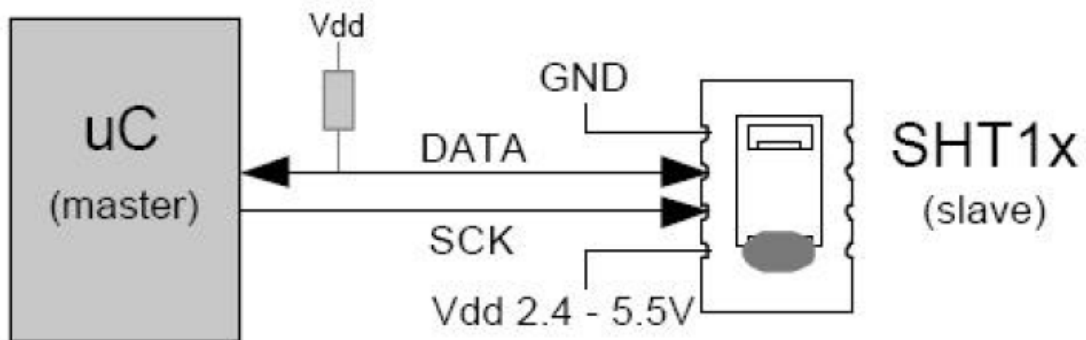 Vdd
GND
uC
(master)
DATA
SCK
SHT1x
(slave)
Vdd 2.4 - 5.5V